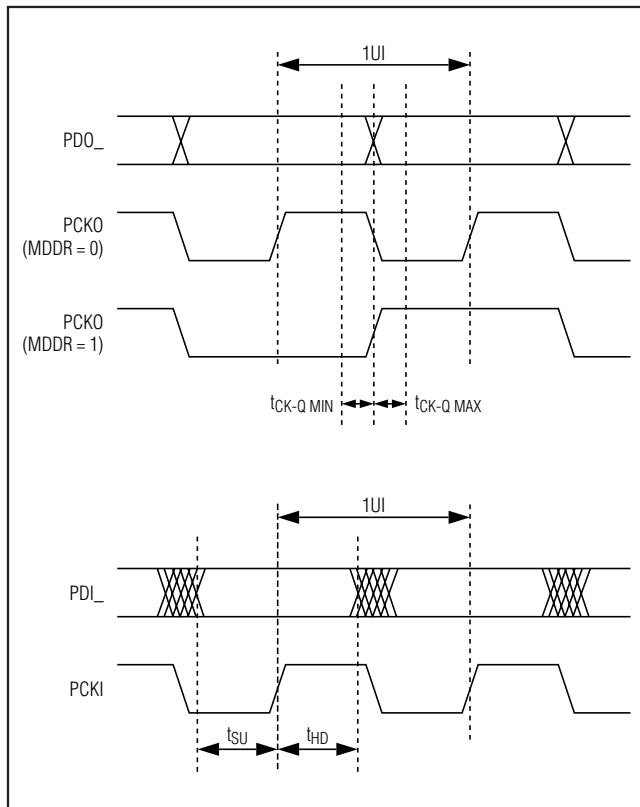 1UI
PDO_
PCKO
(MDDR = 0)
PCKO
(MDDR = 1)
tCK-Q MIN
tCK-Q MAX
1UI
PDI_
PCKI
tSU
tHD